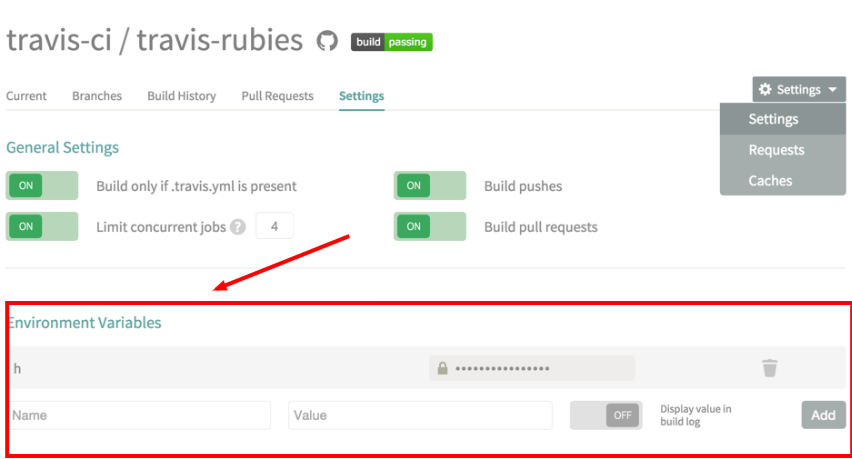 travis-ci / travis-rubies build passing
Current Branches Build History Pull Requests Settings
Settings
Settings
Requests
Caches
General Settings
ON Build only if .travis.yml is present ON Build pushes
ON Limit concurrent jobs ? 4 ON Build pull requests
Environment Variables
h ••••••••••••••••
Name Value OFF Display value in
build log
Add